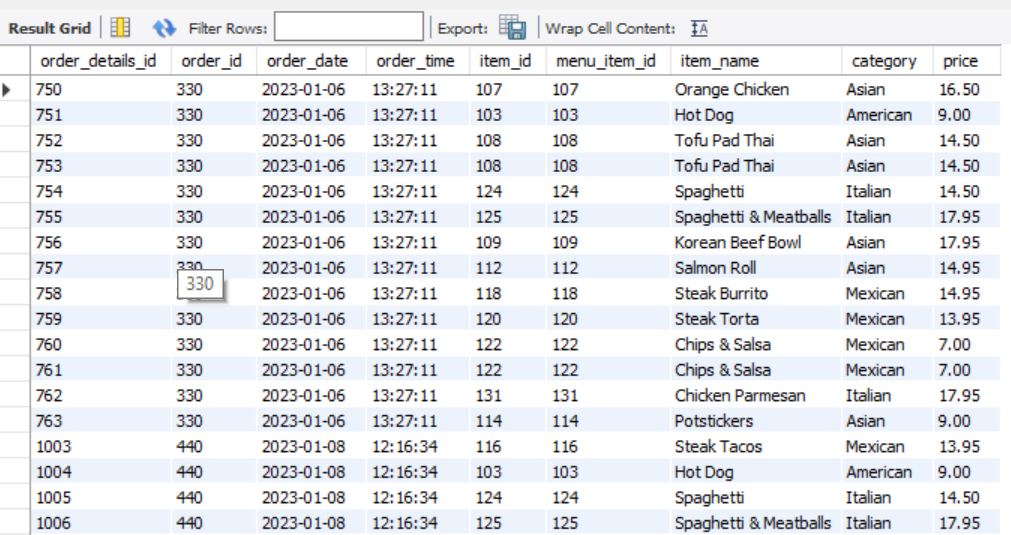 Result Grid Filter Rows: Export: Wrap Cell Content:
order_details_id order_id order_date order_time item_id menu_item_id item_name category price
750 330 2023-01-06 13:27:11 107 107 Orange Chicken Asian 16.50
751 330 2023-01-06 13:27:11 103 103 Hot Dog American 9.00
752 330 2023-01-06 13:27:11 108 108 Tofu Pad Thai Asian 14.50
753 330 2023-01-06 13:27:11 108 108 Tofu Pad Thai Asian 14.50
754 330 2023-01-06 13:27:11 124 124 Spaghetti Italian 14.50
755 330 2023-01-06 13:27:11 125 125 Spaghetti & Meatballs Italian 17.95
756 330 2023-01-06 13:27:11 109 109 Korean Beef Bowl Asian 17.95
757 330 2023-01-06 13:27:11 112 112 Salmon Roll Asian 14.95
330
758 2023-01-06 13:27:11 118 118 Steak Burrito Mexican 14.95
759 330 2023-01-06 13:27:11 120 120 Steak Torta Mexican 13.95
760 330 2023-01-06 13:27:11 122 122 Chips & Salsa Mexican 7.00
761 330 2023-01-06 13:27:11 122 122 Chips & Salsa Mexican 7.00
762 330 2023-01-06 13:27:11 131 131 Chicken Parmesan Italian 17.95
763 330 2023-01-06 13:27:11 114 114 Potstickers Asian 9.00
1003 440 2023-01-08 12:16:34 116 116 Steak Tacos Mexican 13.95
1004 440 2023-01-08 12:16:34 103 103 Hot Dog American 9.00
1005 440 2023-01-08 12:16:34 124 124 Spaghetti Italian 14.50
1006 440 2023-01-08 12:16:34 125 125 Spaghetti & Meatballs Italian 17.95